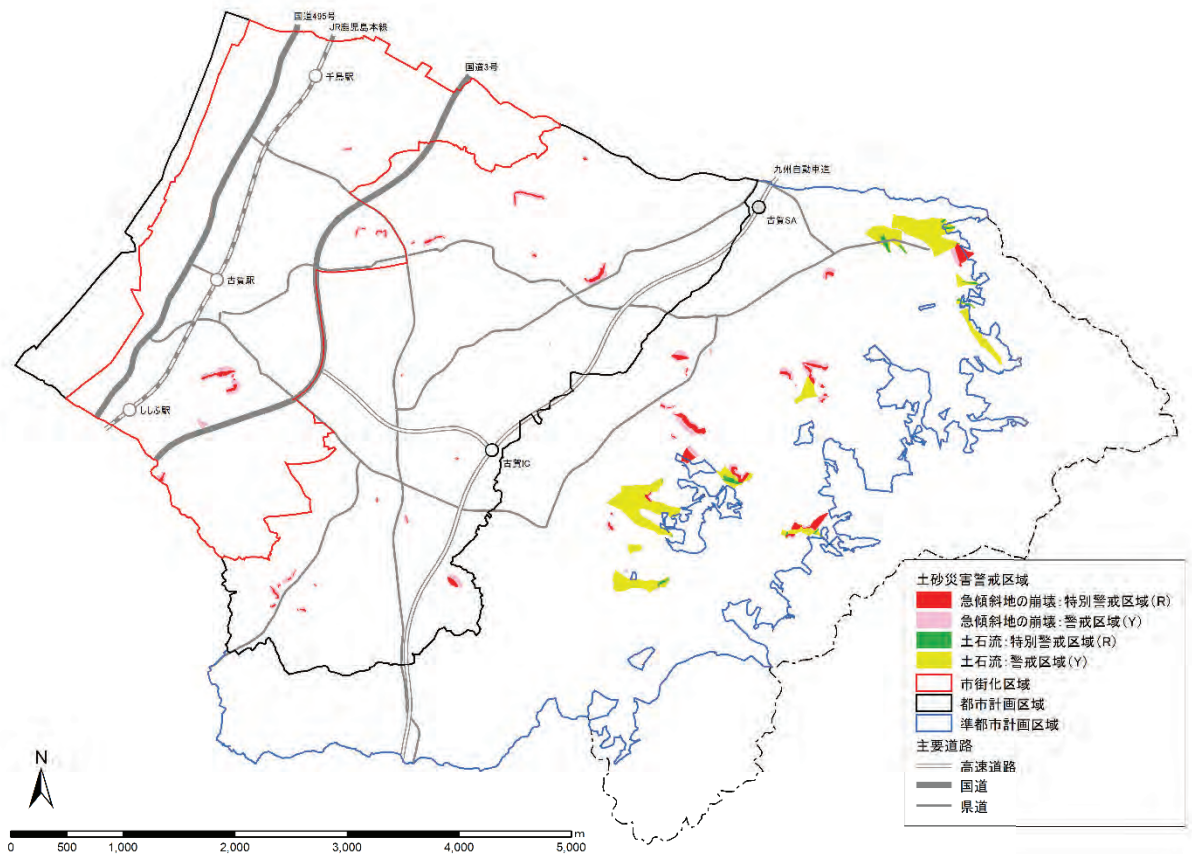 国道495号
JR鹿児島本線
千鳥駅
国道3号
九州自動車道
古賀SA
古賀駅
ししぶ駅
古賀IC
土砂災害警戒区域
急傾斜地の崩壊:特別警戒区域(R)
急傾斜地の崩壊:警戒区域(Y)
土石流:特別警戒区域(R)
土石流:警戒区域(Y)
市街化区域
都市計画区域
準都市計画区域
主要道路
高速道路
国道
県道
N
0 500 1,000 2,000 3,000 4,000 5,000 m